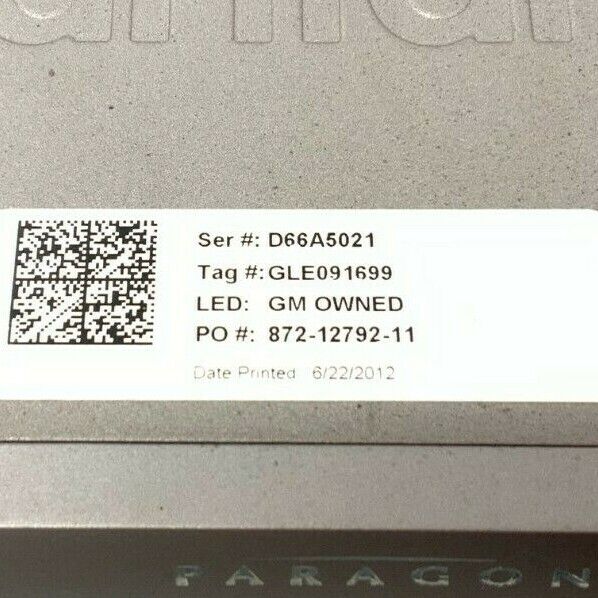 Ser #: D66A5021
Tag #: GLE091699
LED: GM OWNED
PO #: 872-12792-11
Date Printed 6/22/2012
PARAGON